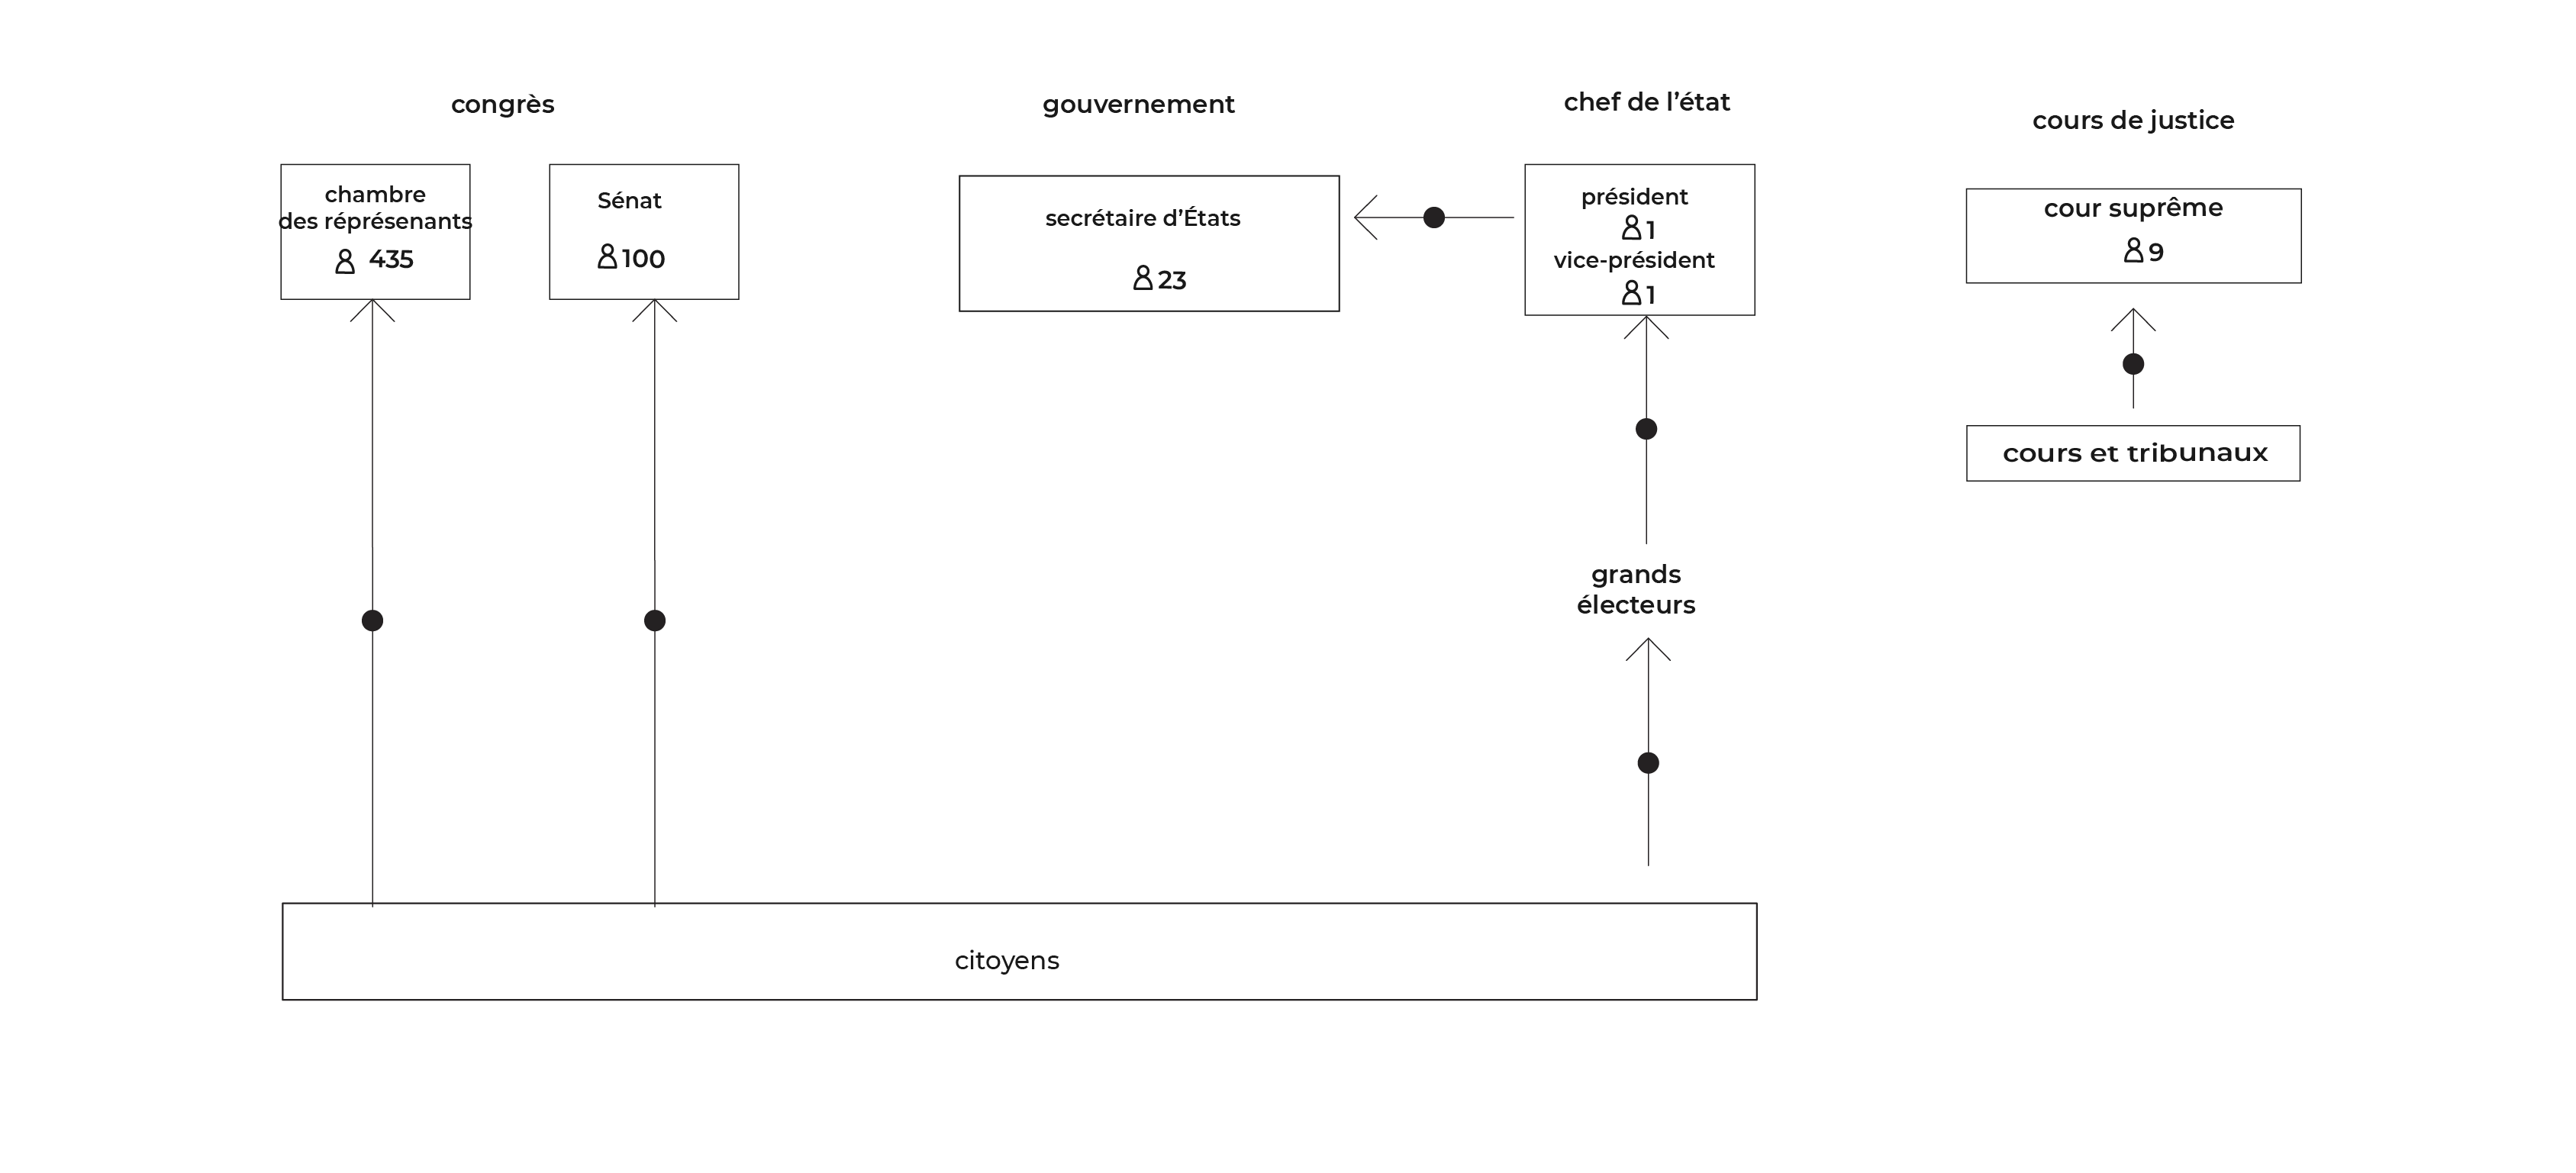 congrès
chambre
des réprésenants
435
Sénat
100
gouvernement
secrétaire d’États
23
chef de l’état
président
1
vice-président
1
grands
électeurs
cours de justice
cour suprême
9
cours et tribunaux
citoyens